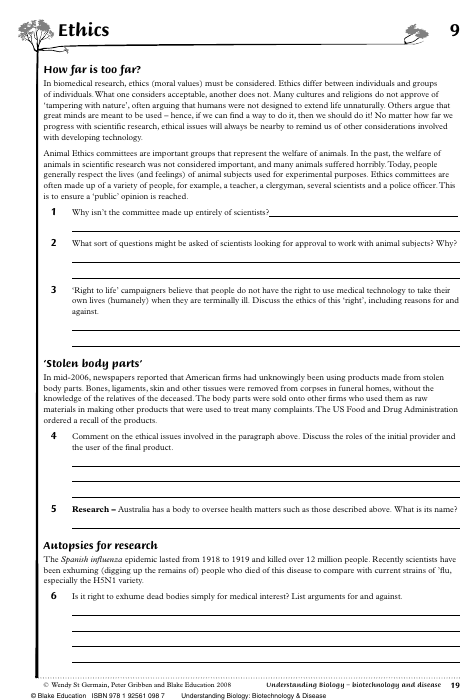 Ethics
9
How far is too far?
In biomedical research, ethics (moral values) must be considered. Ethics differ between individuals and groups
of individuals. What one considers acceptable, another does not. Many cultures and religions do not approve of
‘tampering with nature’, often arguing that humans were not designed to extend life unnaturally. Others argue that
great minds are meant to be used – hence, if we can find a way to do it, then we should do it! No matter how far we
progress with scientific research, ethical issues will always be nearby to remind us of other considerations involved
with developing technology.
Animal Ethics committees are important groups that represent the welfare of animals. In the past, the welfare of
animals in scientific research was not considered important, and many animals suffered horribly. Today, people
generally respect the lives (and feelings) of animal subjects used for experimental purposes. Ethics committees are
often made up of a variety of people, for example, a teacher, a clergyman, several scientists and a police officer. This
is to ensure a ‘public’ opinion is reached.
1 Why isn’t the committee made up entirely of scientists?
2 What sort of questions might be asked of scientists looking for approval to work with animal subjects? Why?
3 ‘Right to life’ campaigners believe that people do not have the right to use medical technology to take their
own lives (humanely) when they are terminally ill. Discuss the ethics of this ‘right’, including reasons for and
against.
‘Stolen body parts’
In mid-2006, newspapers reported that American firms had unknowingly been using products made from stolen
body parts. Bones, ligaments, skin and other tissues were removed from corpses in funeral homes, without the
knowledge of the relatives of the deceased. The body parts were sold onto other firms who used them as raw
materials in making other products that were used to treat many complaints. The US Food and Drug Administration
ordered a recall of the products.
4 Comment on the ethical issues involved in the paragraph above. Discuss the roles of the initial provider and
the user of the final product.
5 Research – Australia has a body to oversee health matters such as those described above. What is its name?
Autopsies for research
The Spanish influenza epidemic lasted from 1918 to 1919 and killed over 12 million people. Recently scientists have
been exhuming (digging up the remains of) people who died of this disease to compare with current strains of ’flu,
especially the H5N1 variety.
6 Is it right to exhume dead bodies simply for medical interest? List arguments for and against.
© Wendy St Germain, Peter Gribben and Blake Education 2008 Understanding Biology – biotechnology and disease 19
© Blake Education ISBN 978 1 92561 098 7 Understanding Biology: Biotechnology & Disease